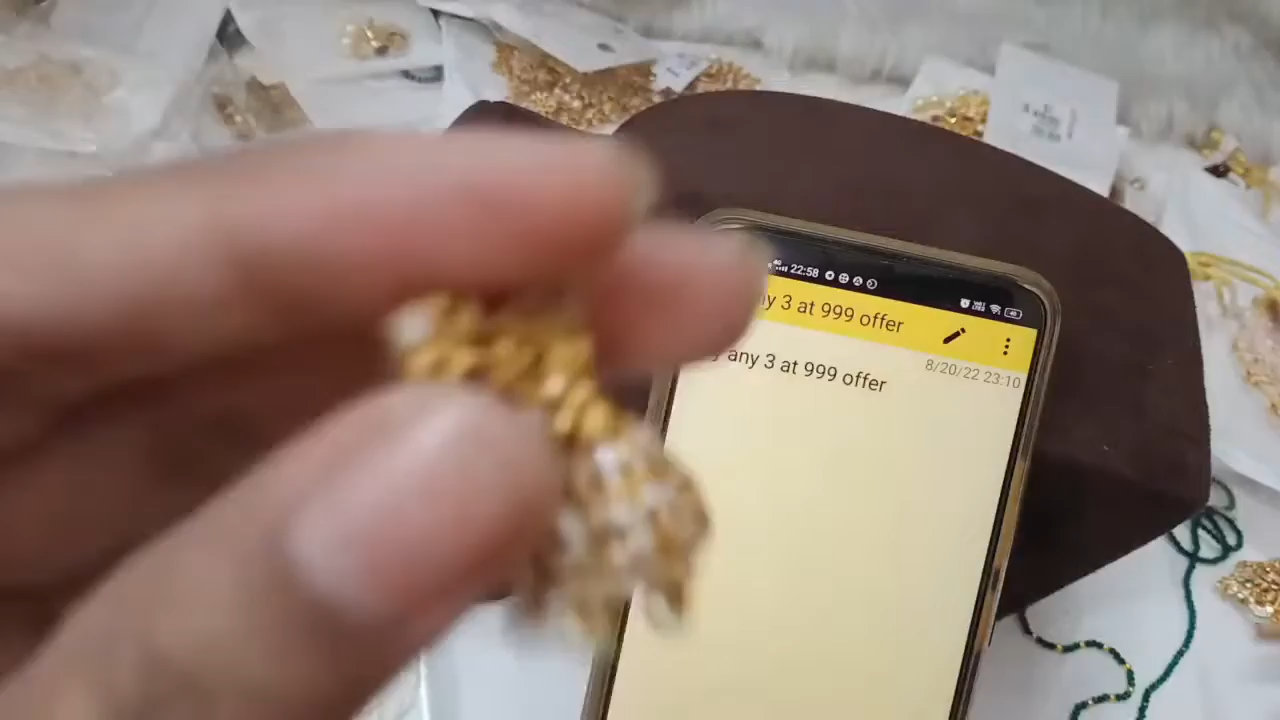 22:58
any 3 at 999 offer
8/20/22 23:10
any 3 at 999 offer